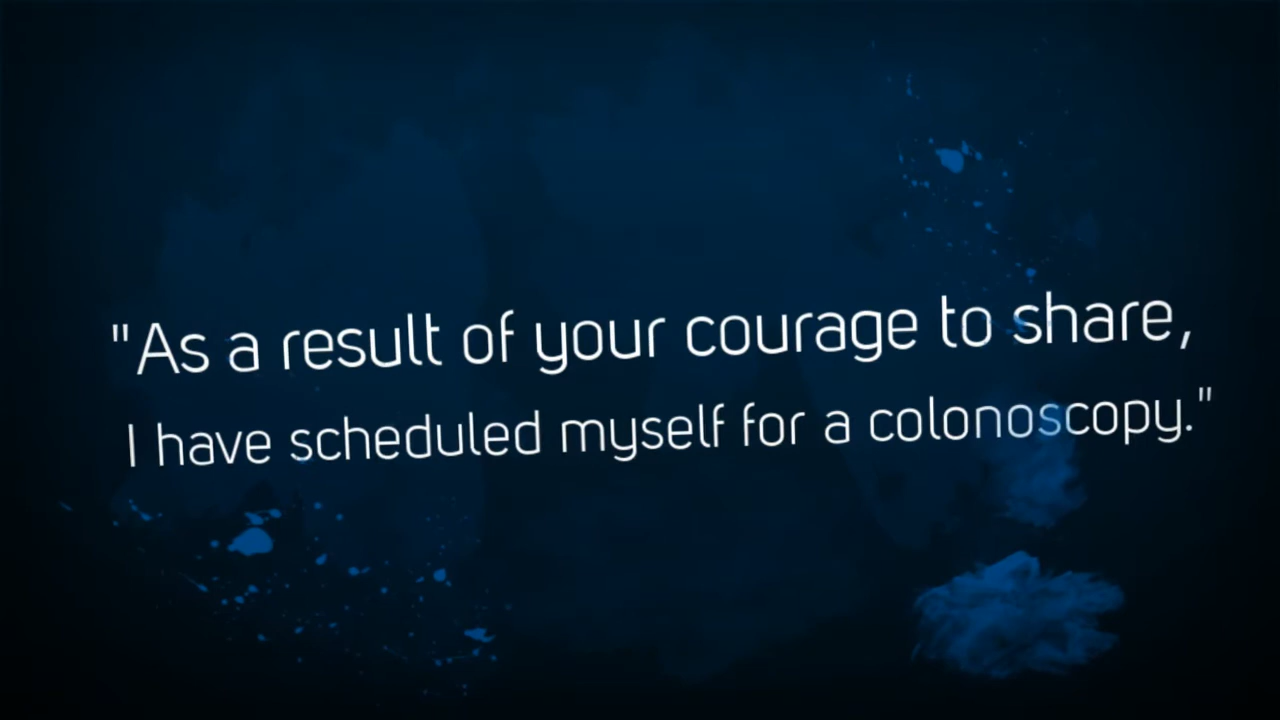 "As a result of your courage to share,
I have scheduled myself for a colonoscopy."